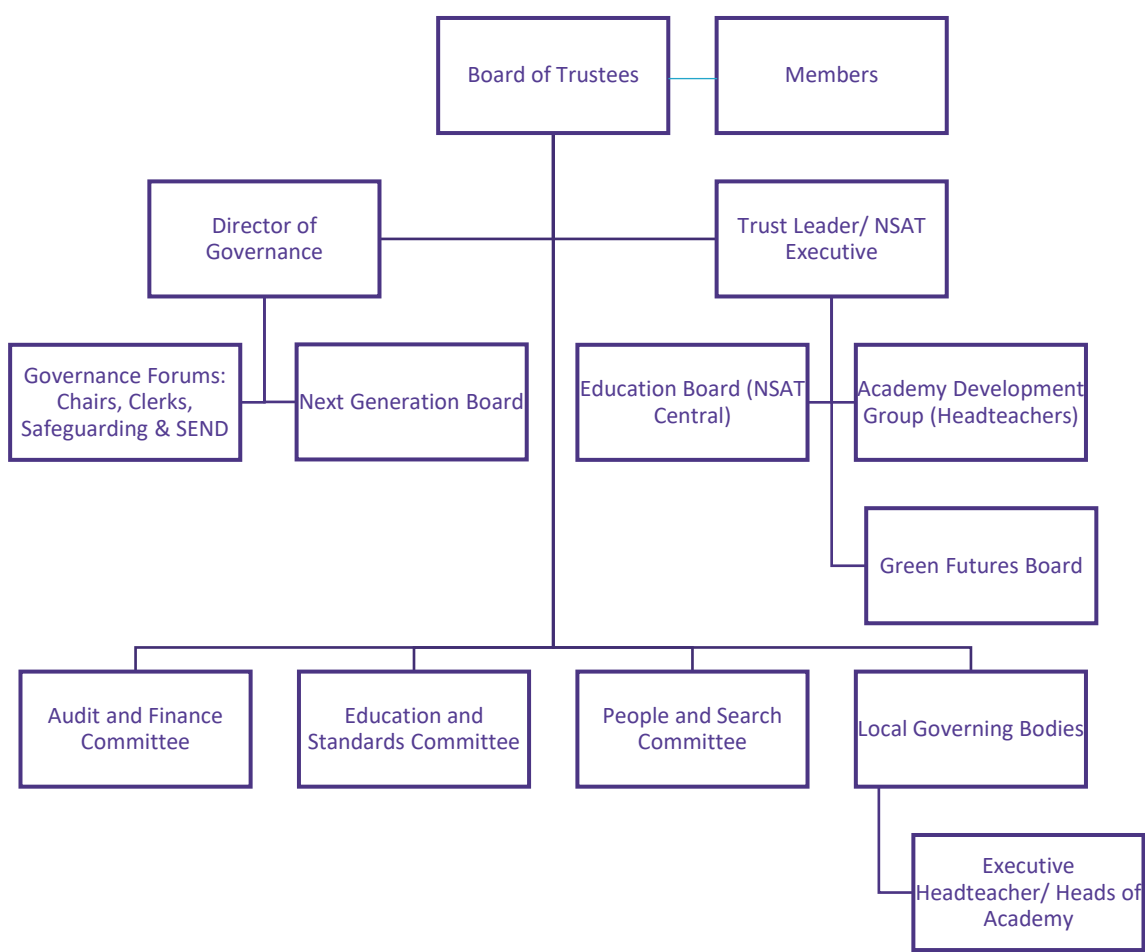 Board of Trustees
Members
Director of
Governance
Trust Leader/ NSAT
Executive
Governance Forums:
Chairs, Clerks,
Safeguarding & SEND
Next Generation Board
Education Board (NSAT
Central)
Academy Development
Group (Headteachers)
Green Futures Board
Audit and Finance
Committee
Education and
Standards Committee
People and Search
Committee
Local Governing Bodies
Executive
Headteacher/ Heads of
Academy